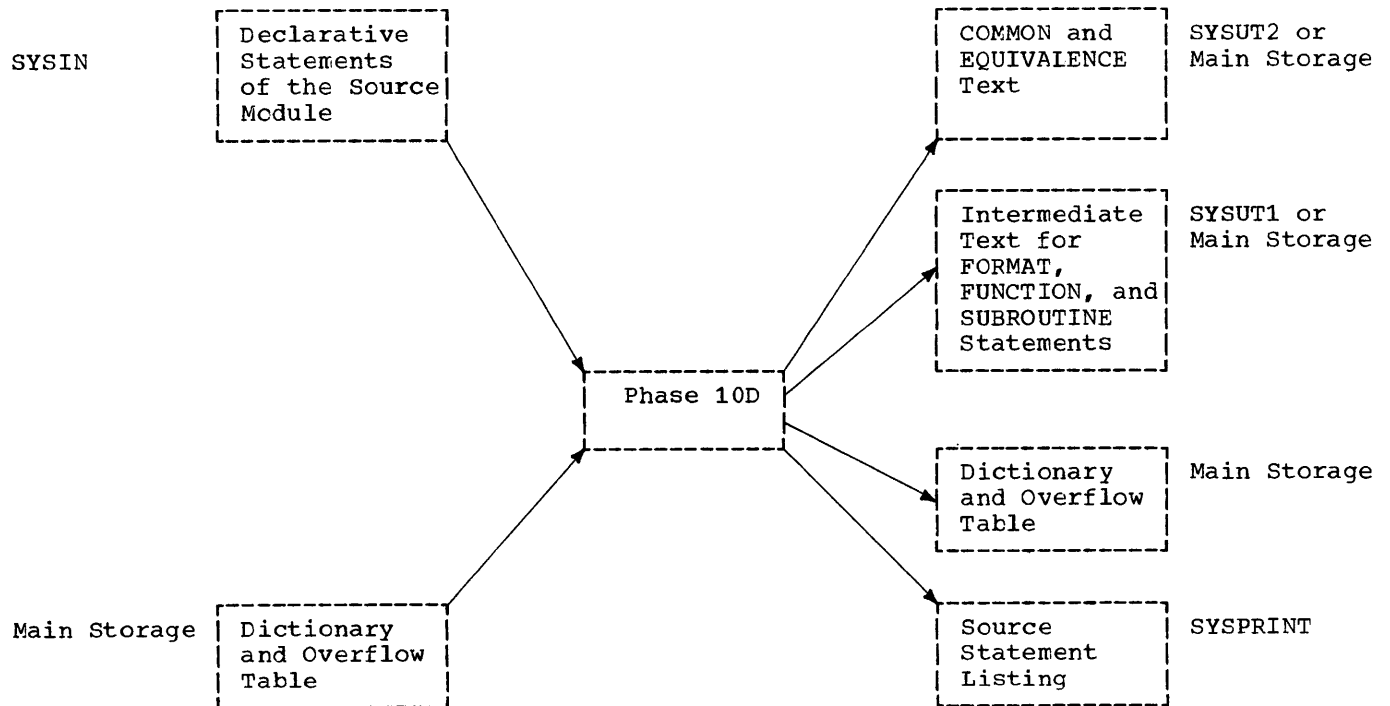 SYSIN
Declarative
Statements
of the Source
Module
COMMON and
EQUIVALENCE
Text
SYSUT2 or
Main Storage
Intermediate
Text for
FORMAT,
FUNCTION, and
SUBROUTINE
Statements
SYSUT1 or
Main Storage
Phase 10D
Dictionary
and Overflow
Table
Main Storage
Main Storage
Dictionary
and Overflow
Table
Source
Statement
Listing
SYSPRINT